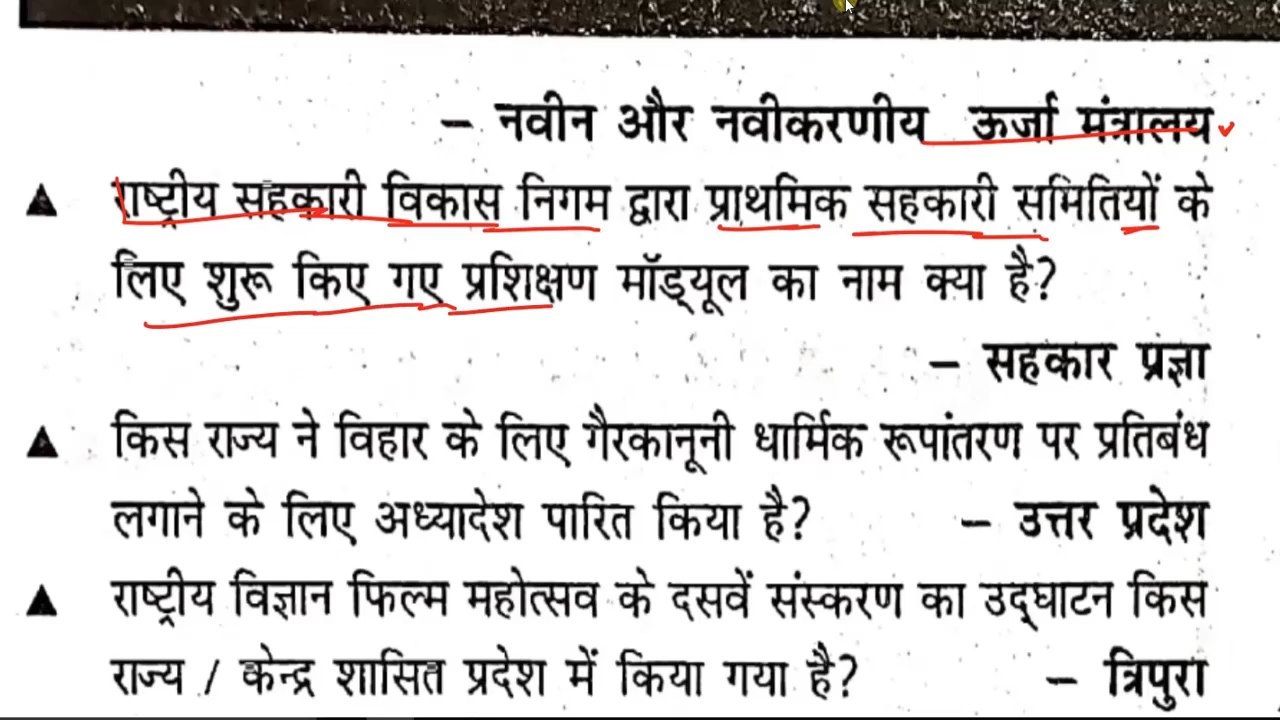 – नवीन और नवीकरणीय ऊर्जा मंत्रालय
▲ राष्ट्रीय सहकारी विकास निगम द्वारा प्राथमिक सहकारी समितियों के
लिए शुरू किए गए प्रशिक्षण मॉड्यूल का नाम क्या है?
– सहकार प्रज्ञा
▲ किस राज्य ने विहार के लिए गैरकानूनी धार्मिक रूपांतरण पर प्रतिबंध
लगाने के लिए अध्यादेश पारित किया है? – उत्तर प्रदेश
▲ राष्ट्रीय विज्ञान फिल्म महोत्सव के दसवें संस्करण का उद्घाटन किस
राज्य / केन्द्र शासित प्रदेश में किया गया है? – त्रिपुरा